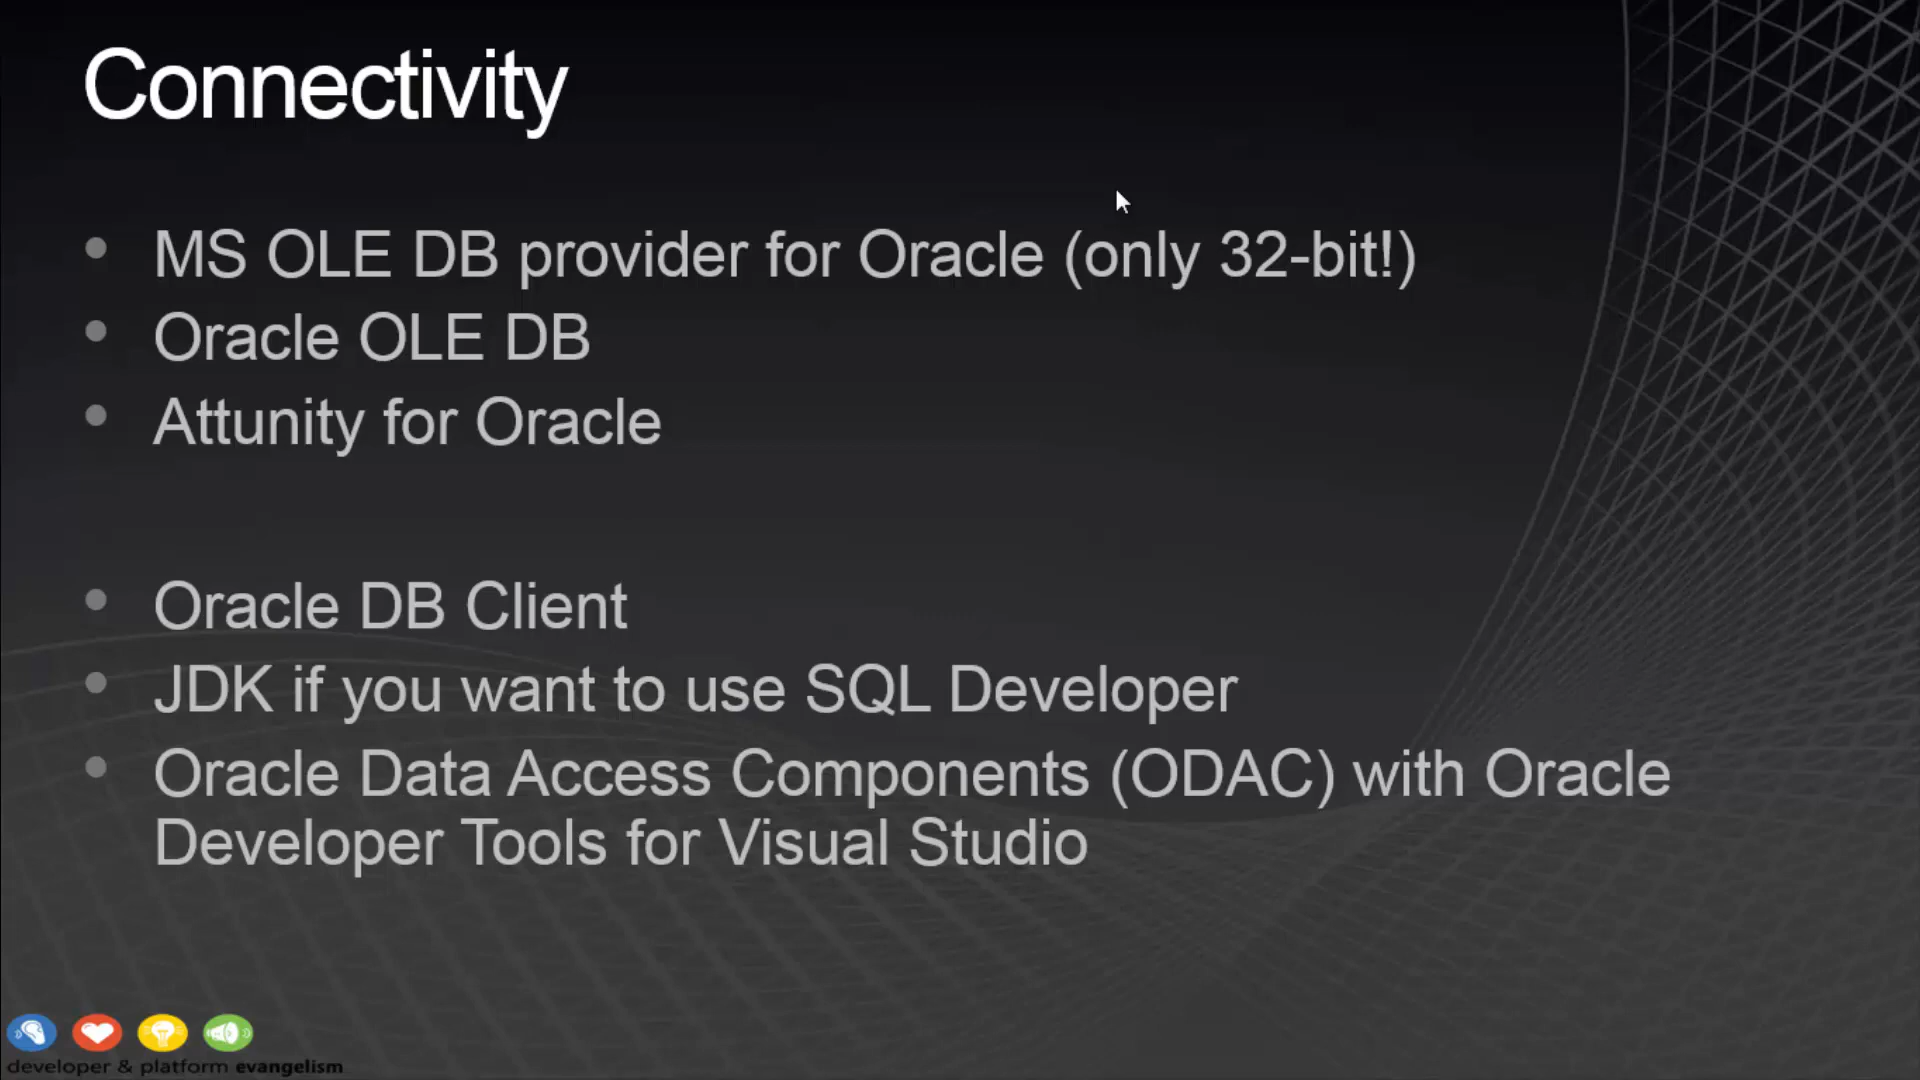 Connectivity
MS OLE DB provider for Oracle (only 32-bit!)
Oracle OLE DB
Attunity for Oracle
Oracle DB Client
JDK if you want to use SQL Developer
Oracle Data Access Components (ODAC) with Oracle
Developer Tools for Visual Studio
developer & platform evangelism